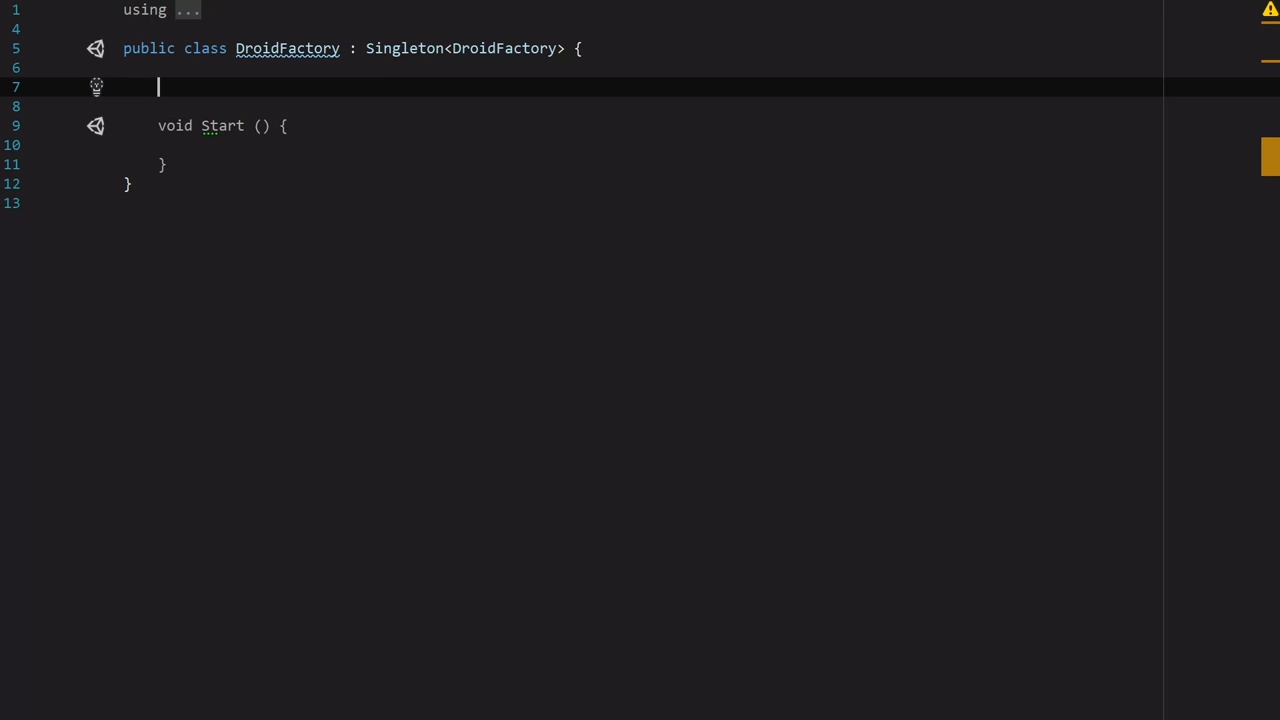 1 using ...
4
5 public class DroidFactory : Singleton<DroidFactory> {
6
7
8
9 void Start () {
10
11 }
12 }
13